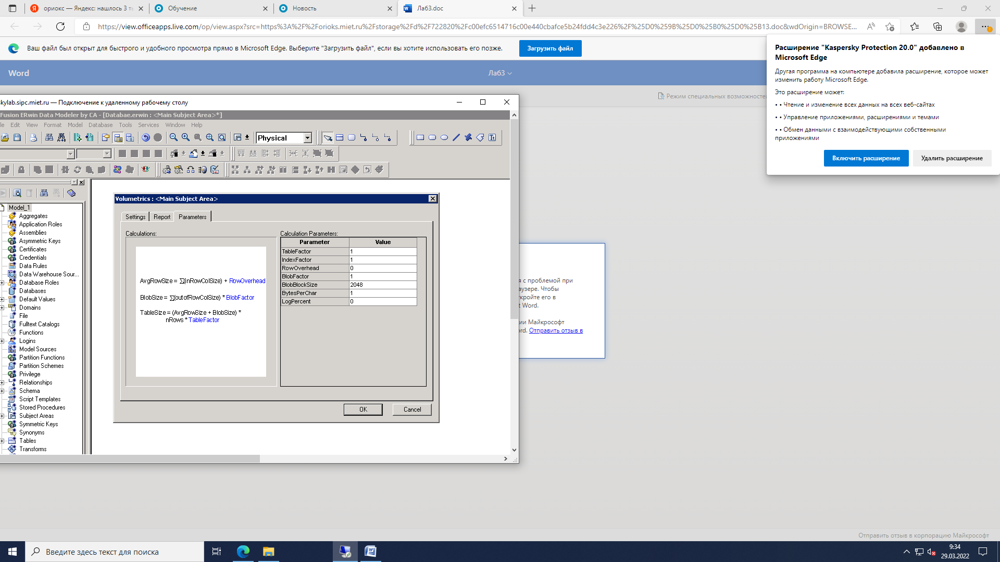 ориокс — Яндекс: нашлось 3 ть
Обучение
Новость
Лаб3.doc
https://view.officeapps.live.com/op/view.aspx?src=https%3A%2F%2Forioks.miet.ru%2Fstorage%2Fd%2F722820%2Fc00efc6514716c00e440cbafce5b24fdd4c3e226%2F%25D0%259B%25D0%25B0%25D0%25B13.doc&wdOrigin=BROWSE...
Ваш файл был открыт для быстрого и удобного просмотра прямо в Microsoft Edge. Выберите "Загрузить файл", если вы хотите использовать его позже.
Загрузить файл
Расширение "Kaspersky Protection 20.0" добавлено в
Microsoft Edge
Другая программа на компьютере добавила расширение, которое может
изменить работу Microsoft Edge.
Это расширение может:
• • Чтение и изменение всех данных на всех веб-сайтах
• • Управление приложениями, расширениями и темами
• • Обмен данными с взаимодействующими собственными
приложениями
Включить расширение
Удалить расширение
Word
Лаб3
Режим специальных возможносте
skylab.sipc.miet.ru — Подключение к удаленному рабочему столу
Fusion ERwin Data Modeler by CA - [Databae.erwin : <Main Subject Area>*]
le Edit View Format Model Database Tools Services Window Help
Physical
Model_1
Aggregates
Application Roles
Assemblies
Asymmetric Keys
Certificates
Credentials
Data Rules
Data Warehouse Sour...
Database Roles
Databases
Default Values
Domains
File
Fulltext Catalogs
Functions
Logins
Model Sources
Partition Functions
Partition Schemes
Privilege
Relationships
Schema
Script Templates
Stored Procedures
Subject Areas
Symmetric Keys
Synonyms
Tables
Transforms
Volumetrics : <Main Subject Area>
Settings Report Parameters
Calculations:
AvgRowSize = ∑(inRowColSize) + RowOverhead
BlobSize = ∑(outofRowColSize) * BlobFactor
TableSize = (AvgRowSize + BlobSize) *
nRows * TableFactor
Calculation Parameters:
Parameter Value
TableFactor 1
IndexFactor 1
RowOverhead 0
BlobFactor 1
BlobBlockSize 2048
BytesPerChar 1
LogPercent 0
OK
Cancel
я с проблемой при
аузере. Чтобы
кройте его в
t Word.
ии Майкрософт
ord. Отправить отзыв в
Отправить отзыв в корпорацию Майкрософт
Введите здесь текст для поиска
9:34
29.03.2022